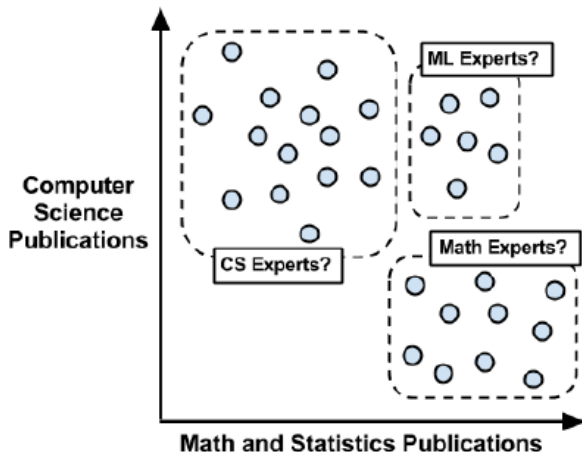 ML Experts?
Computer
Science
Publications
Math Experts?
CS Experts?
Math and Statistics Publications